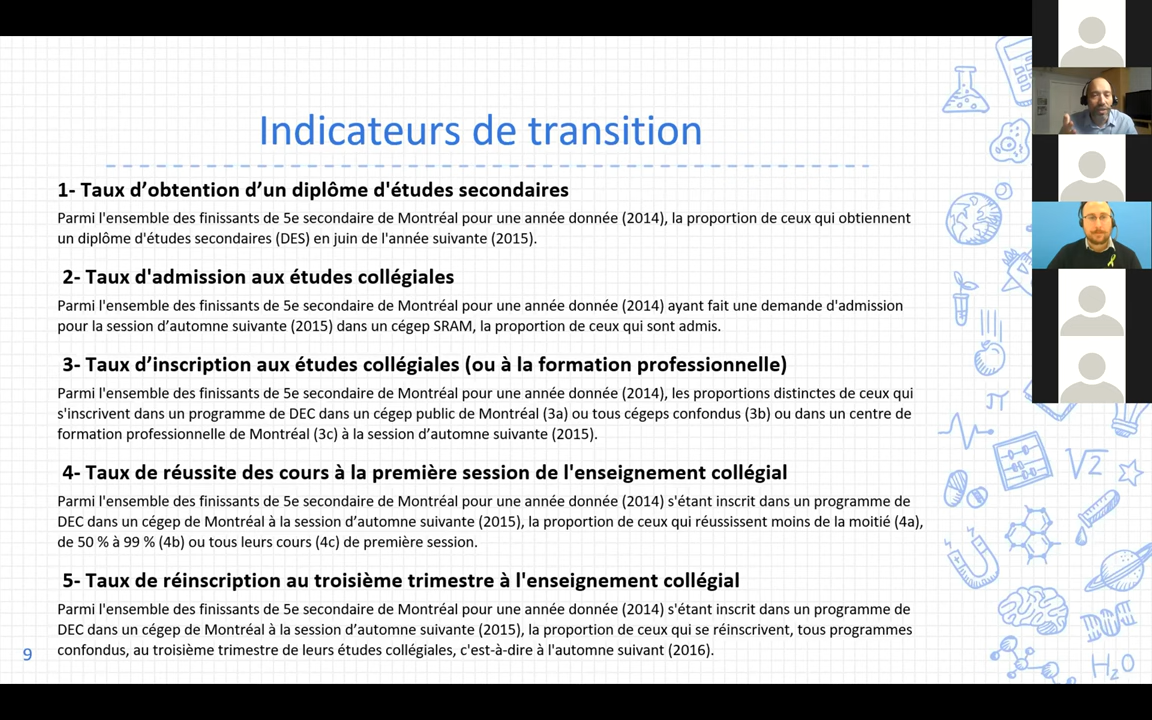 Indicateurs de transition
1- Taux d’obtention d’un diplôme d'études secondaires
Parmi l'ensemble des finissants de 5e secondaire de Montréal pour une année donnée (2014), la proportion de ceux qui obtiennent
un diplôme d'études secondaires (DES) en juin de l'année suivante (2015).
2- Taux d'admission aux études collégiales
Parmi l'ensemble des finissants de 5e secondaire de Montréal pour une année donnée (2014) ayant fait une demande d'admission
pour la session d’automne suivante (2015) dans un cégep SRAM, la proportion de ceux qui sont admis.
3- Taux d’inscription aux études collégiales (ou à la formation professionnelle)
Parmi l'ensemble des finissants de 5e secondaire de Montréal pour une année donnée (2014), les proportions distinctes de ceux qui
s'inscrivent dans un programme de DEC dans un cégep public de Montréal (3a) ou tous cégeps confondus (3b) ou dans un centre de
formation professionnelle de Montréal (3c) à la session d’automne suivante (2015).
4- Taux de réussite des cours à la première session de l'enseignement collégial
Parmi l'ensemble des finissants de 5e secondaire de Montréal pour une année donnée (2014) s'étant inscrit dans un programme de
DEC dans un cégep de Montréal à la session d’automne suivante (2015), la proportion de ceux qui réussissent moins de la moitié (4a),
de 50 % à 99 % (4b) ou tous leurs cours (4c) de première session.
5- Taux de réinscription au troisième trimestre à l'enseignement collégial
Parmi l'ensemble des finissants de 5e secondaire de Montréal pour une année donnée (2014) s'étant inscrit dans un programme de
DEC dans un cégep de Montréal à la session d’automne suivante (2015), la proportion de ceux qui se réinscrivent, tous programmes
confondus, au troisième trimestre de leurs études collégiales, c'est-à-dire à l'automne suivant (2016).
9
π
√2
H₂O